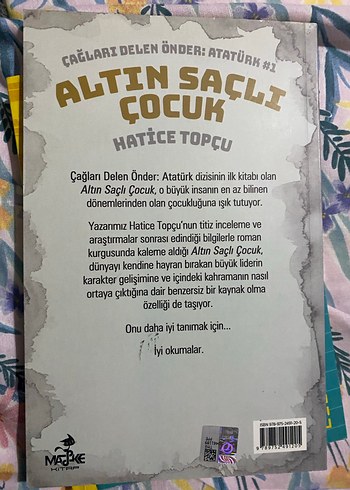 ÇAĞLARI DELEN ÖNDER: ATATÜRK #1
ALTIN SAÇLI
ÇOCUK
HATİCE TOPÇU
Çağları Delen Önder: Atatürk dizisinin ilk kitabı olan
Altın Saçlı Çocuk, o büyük insanın en az bilinen
dönemlerinden olan çocukluğuna ışık tutuyor.
Yazarımız Hatice Topçu'nun titiz inceleme ve
araştırmalar sonrası edindiği bilgilerle roman
kurgusunda kaleme aldığı Altın Saçlı Çocuk,
dünyayı kendine hayran bırakan büyük liderin
karakter gelişimine ve içindeki kahramanın nasıl
ortaya çıktığına dair benzersiz bir kaynak olma
özelliği de taşıyor.
Onu daha iyi tanımak için...
İyi okumalar.
KİTAP